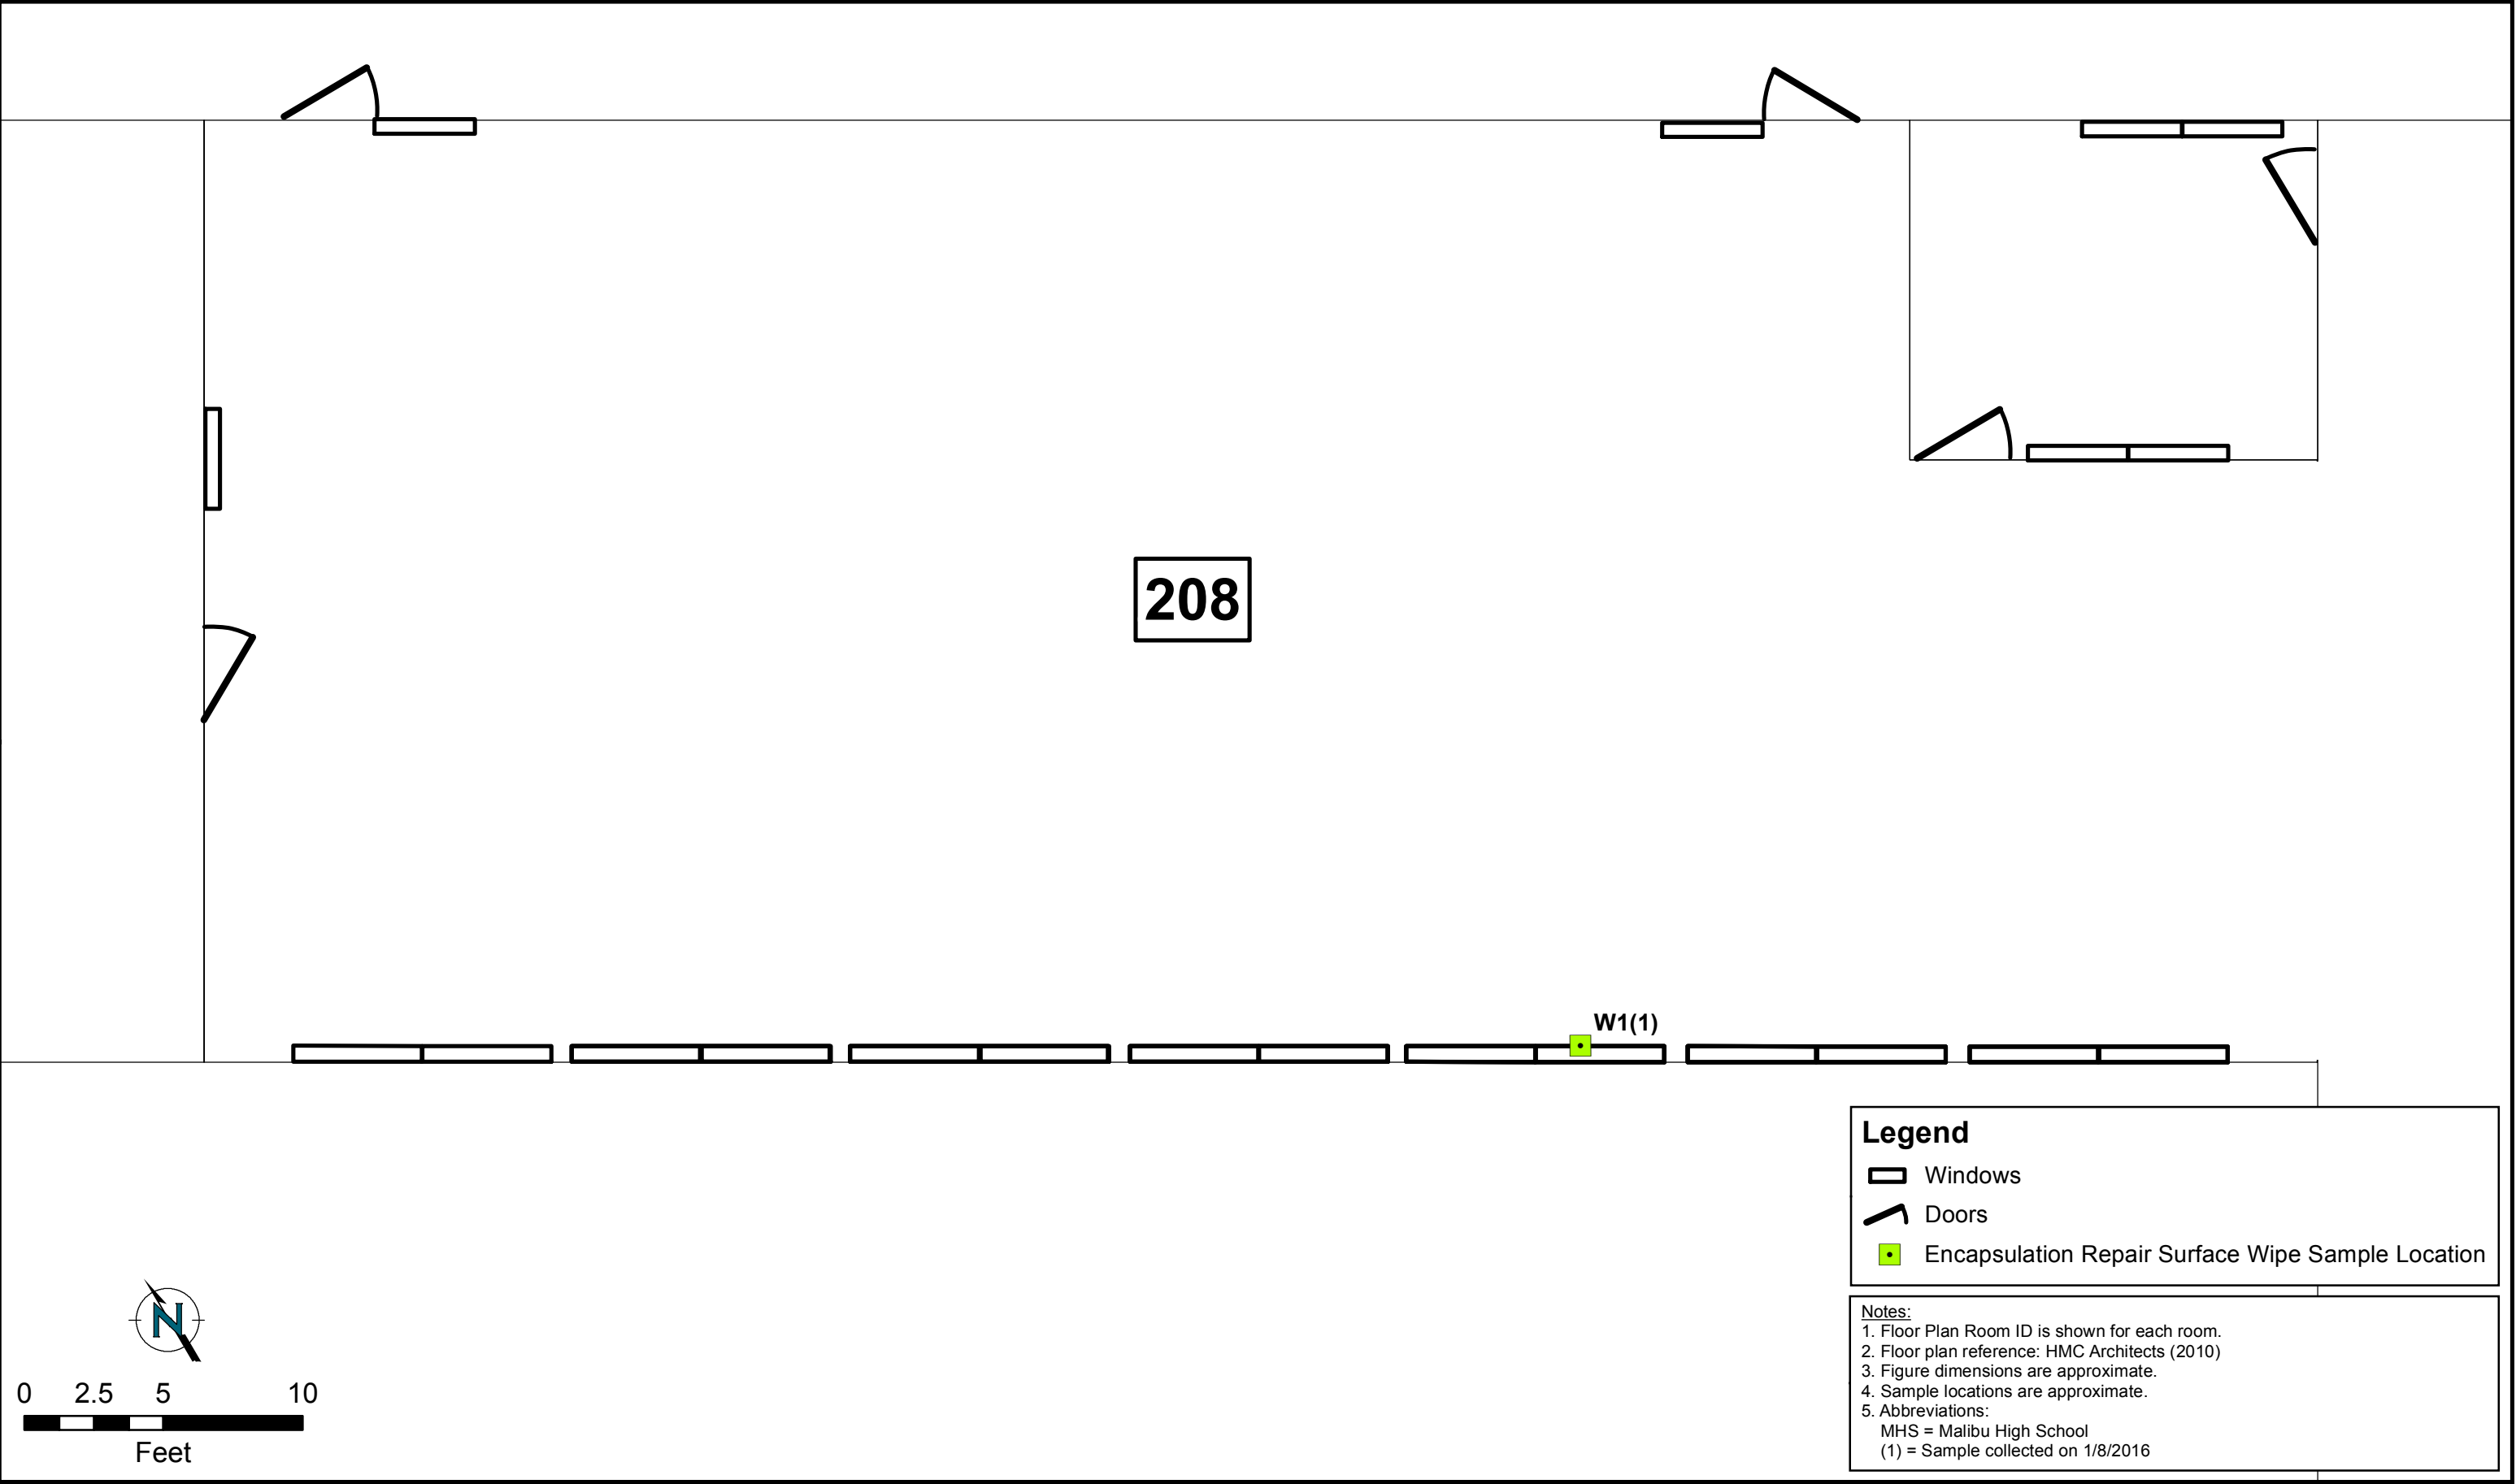 208
W1(1)
Legend
Windows
Doors
Encapsulation Repair Surface Wipe Sample Location
Notes:
1. Floor Plan Room ID is shown for each room.
2. Floor plan reference: HMC Architects (2010)
3. Figure dimensions are approximate.
4. Sample locations are approximate.
5. Abbreviations:
MHS = Malibu High School
(1) = Sample collected on 1/8/2016
N
0 2.5 5 10
Feet